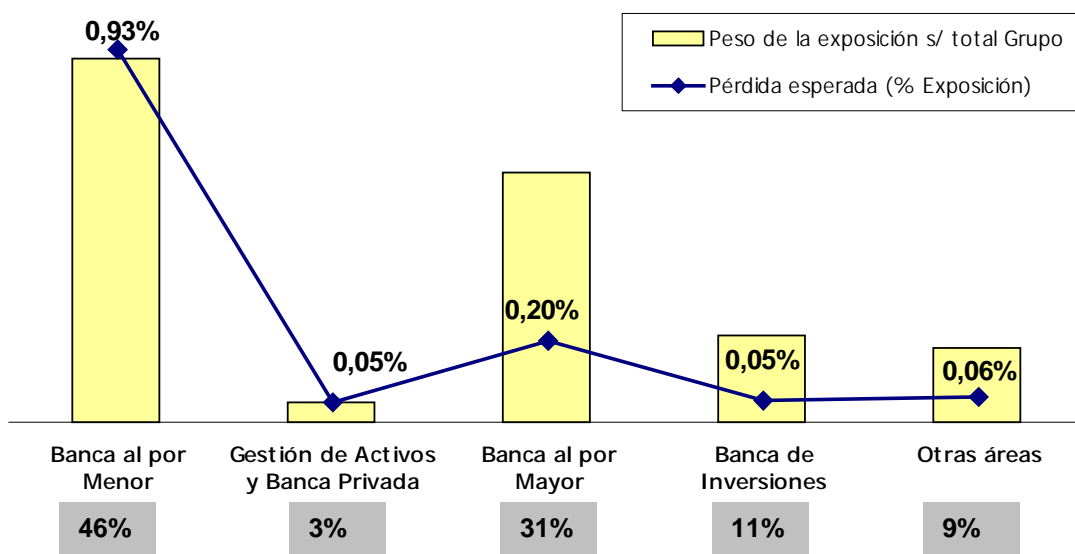 0,93%
Peso de la exposición s/ total Grupo
Pérdida esperada (% Exposición)
0,05%
0,20%
0,05%
0,06%
Banca al por
Menor
Gestión de Activos
y Banca Privada
Banca al por
Mayor
Banca de
Inversiones
Otras áreas
46%
3%
31%
11%
9%